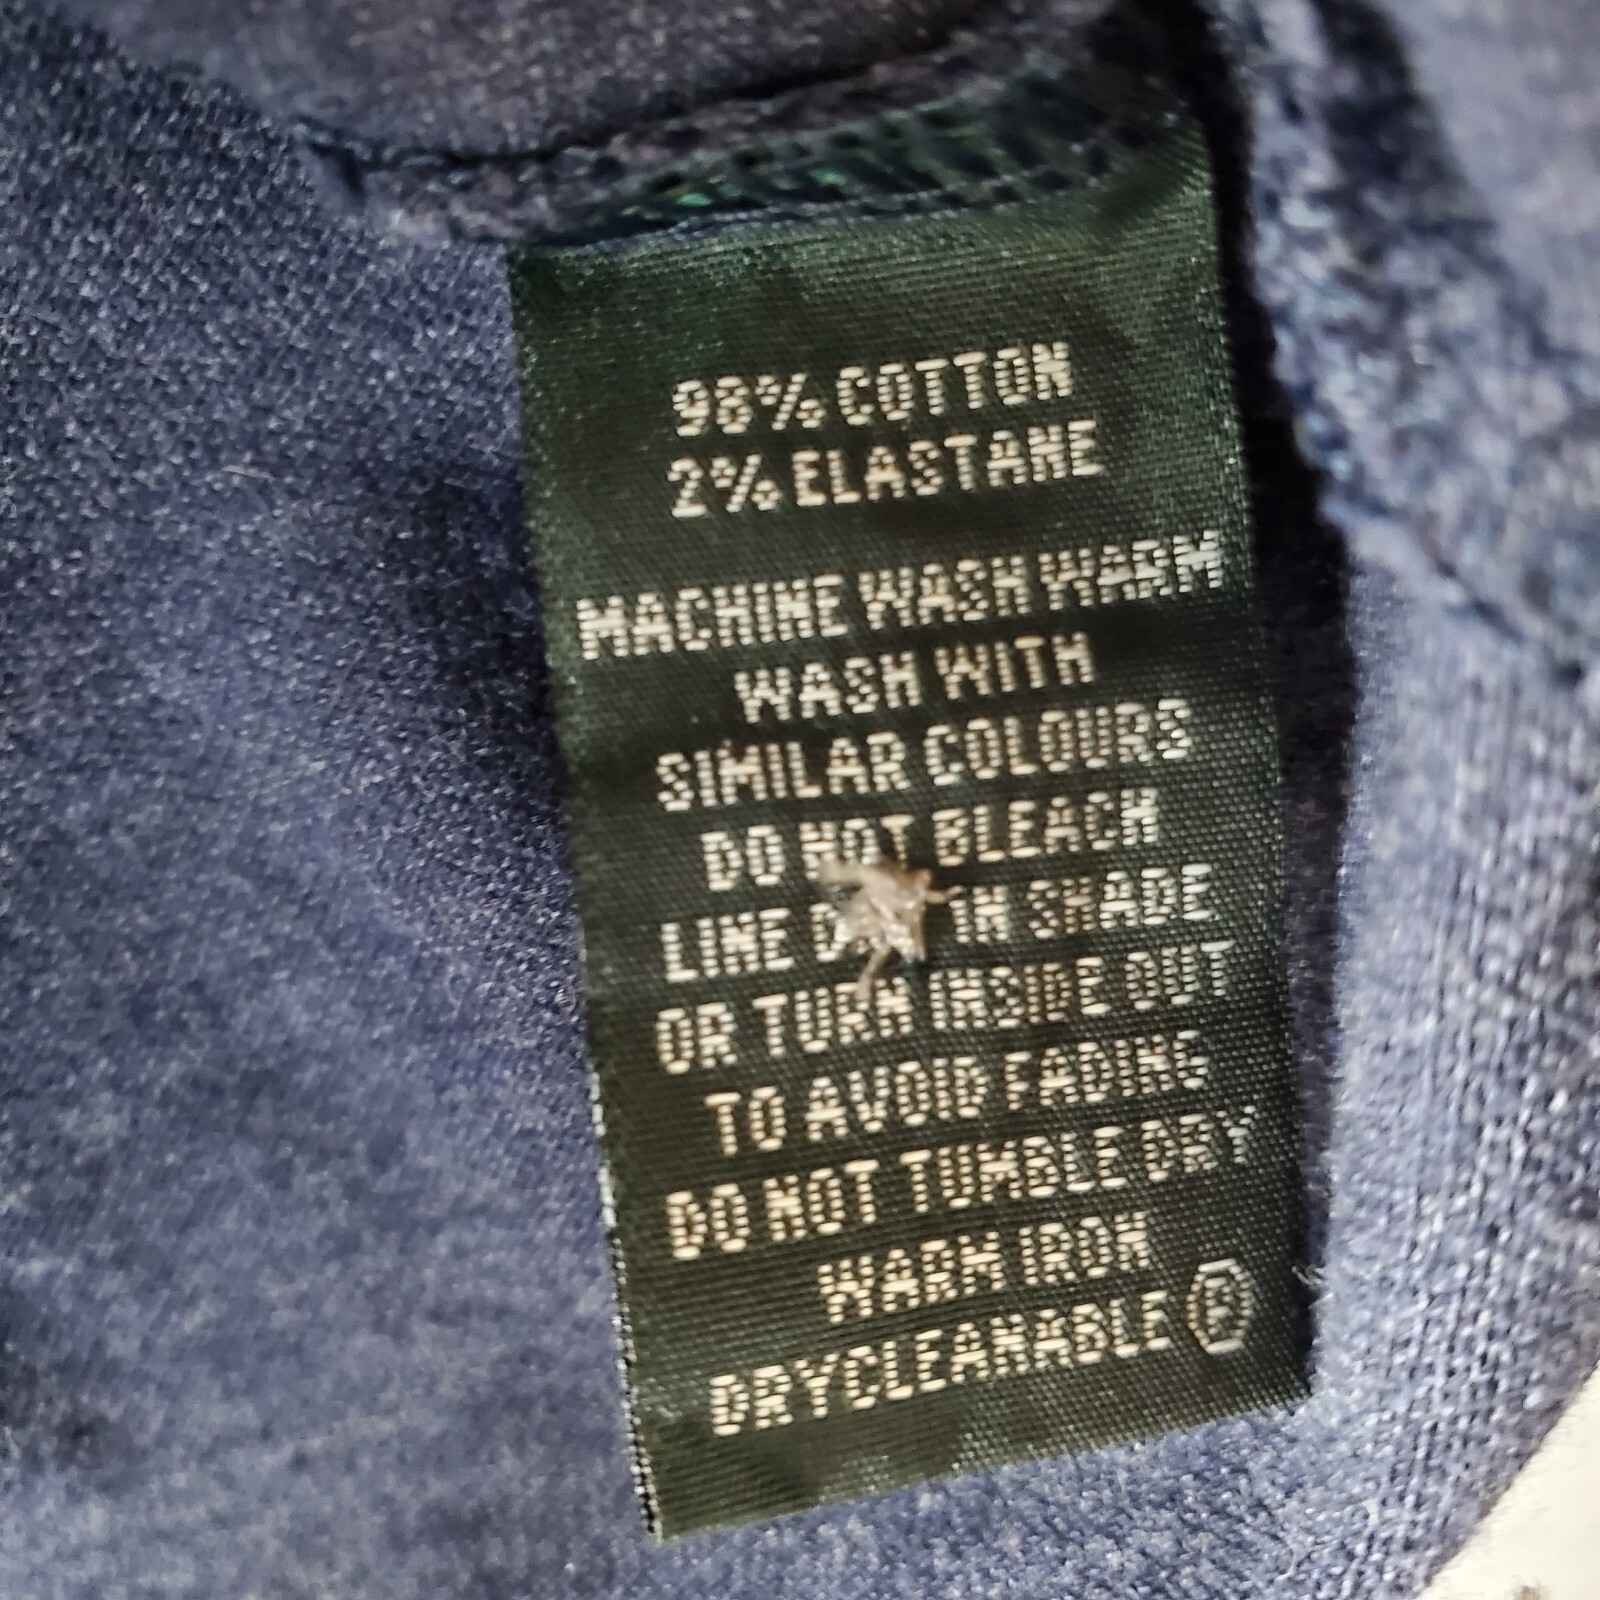 98% COTTON
2% ELASTANE
MACHINE WASH WARM
WASH WITH
SIMILAR COLOURS
DO NOT BLEACH
LINE IN SHADE
OR TURN INSIDE OUT
TO AVOID FADING
DO NOT TUMBLE DRY
WARM IRON
DRYCLEANABLE Ⓟ